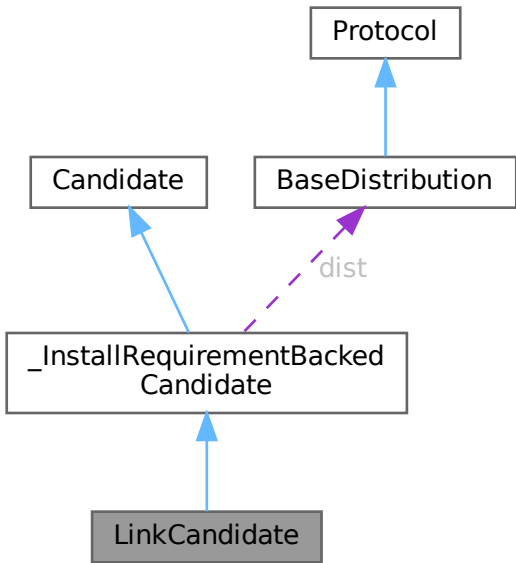 Protocol
Candidate
BaseDistribution
dist
_InstallRequirementBacked
Candidate
LinkCandidate